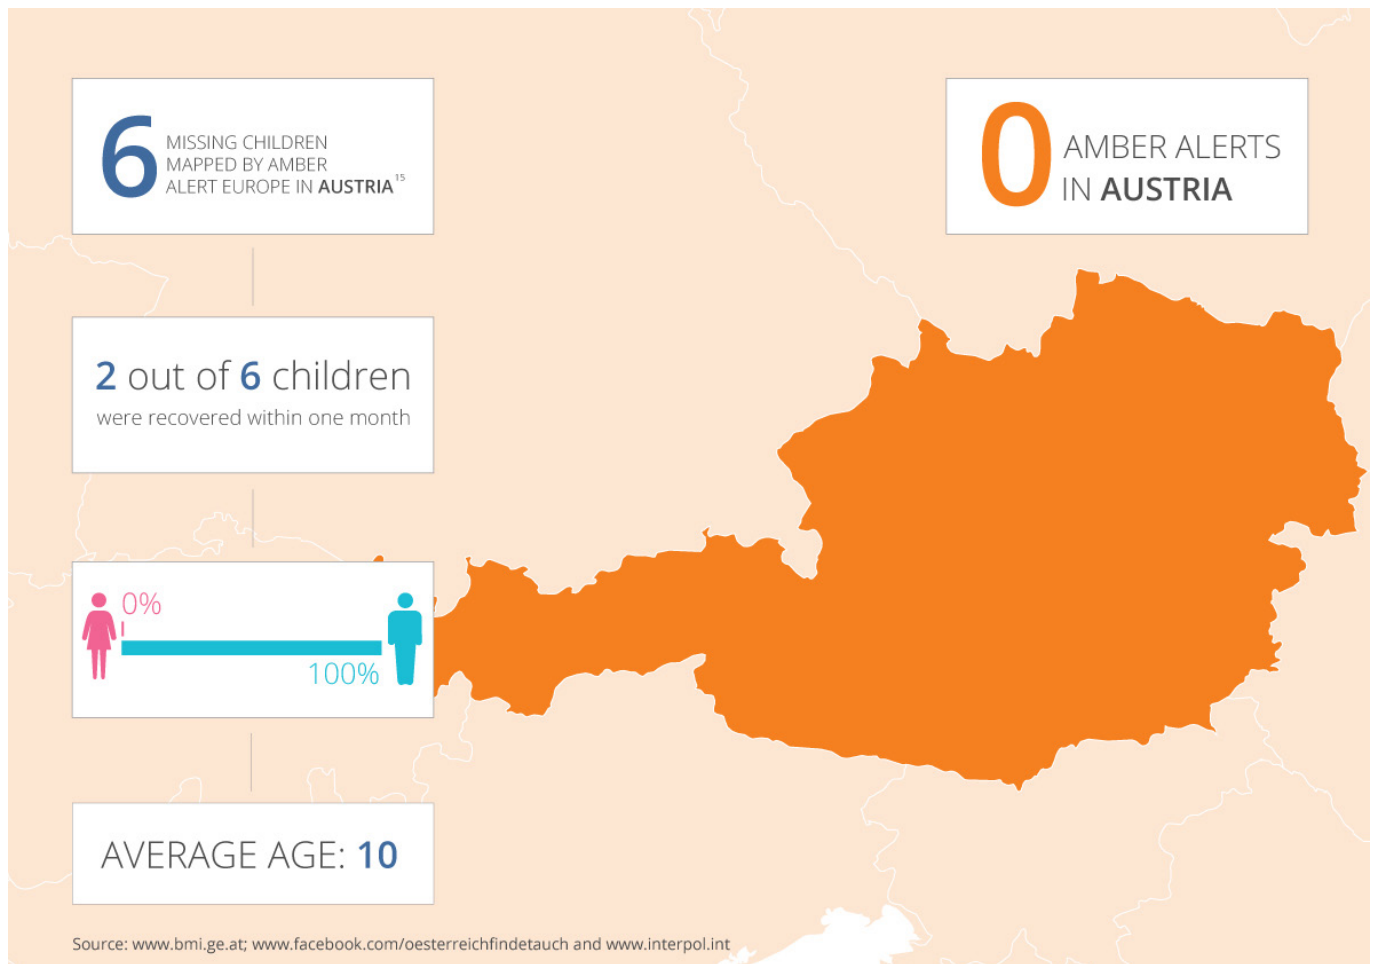 6 MISSING CHILDREN
MAPPED BY AMBER
ALERT EUROPE IN AUSTRIA15
0 AMBER ALERTS
IN AUSTRIA
2 out of 6 children
were recovered within one month
0%
100%
AVERAGE AGE: 10
Source: www.bmi.ge.at; www.facebook.com/oesterreichfindetauch and www.interpol.int